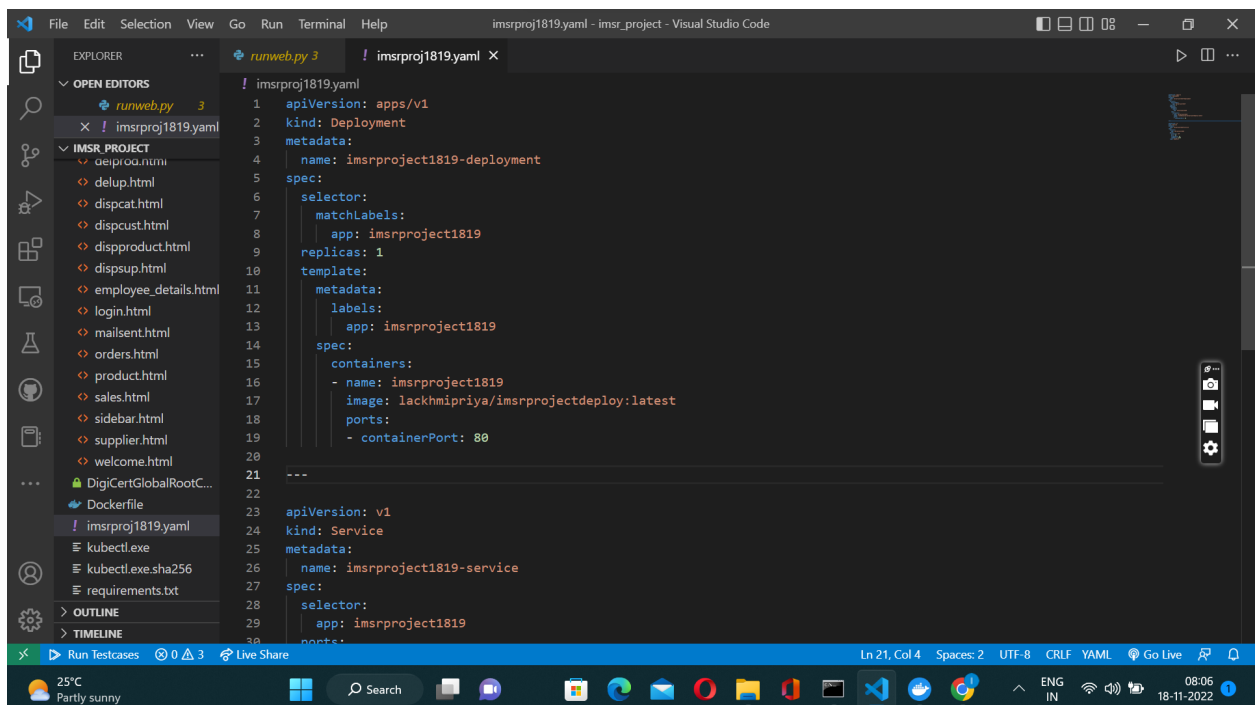 File Edit Selection View Go Run Terminal Help imsrproj1819.yaml - imsr_project - Visual Studio Code
EXPLORER
runweb.py 3
! imsrproj1819.yaml
OPEN EDITORS
runweb.py 3
! imsrproj1819.yaml
IMSR_PROJECT
delprod.html
delup.html
dispcat.html
dispcust.html
dispproduct.html
dispsup.html
employee_details.html
login.html
mailsent.html
orders.html
product.html
sales.html
sidebar.html
supplier.html
welcome.html
DigiCertGlobalRootC...
Dockerfile
! imsrproj1819.yaml
kubectl.exe
kubectl.exe.sha256
requirements.txt
OUTLINE
TIMELINE
! imsrproj1819.yaml
1 apiVersion: apps/v1
2 kind: Deployment
3 metadata:
4 name: imsrproject1819-deployment
5 spec:
6 selector:
7 matchLabels:
8 app: imsrproject1819
9 replicas: 1
10 template:
11 metadata:
12 labels:
13 app: imsrproject1819
14 spec:
15 containers:
16 - name: imsrproject1819
17 image: lackhmipriya/imsrprojectdeploy:latest
18 ports:
19 - containerPort: 80
20
21 ---
22
23 apiVersion: v1
24 kind: Service
25 metadata:
26 name: imsrproject1819-service
27 spec:
28 selector:
29 app: imsrproject1819
30 ports:
Run Testcases 0 3 Live Share Ln 21, Col 4 Spaces: 2 UTF-8 CRLF YAML Go Live
25°C
Partly sunny
Search
ENG
IN
08:06
18-11-2022
1